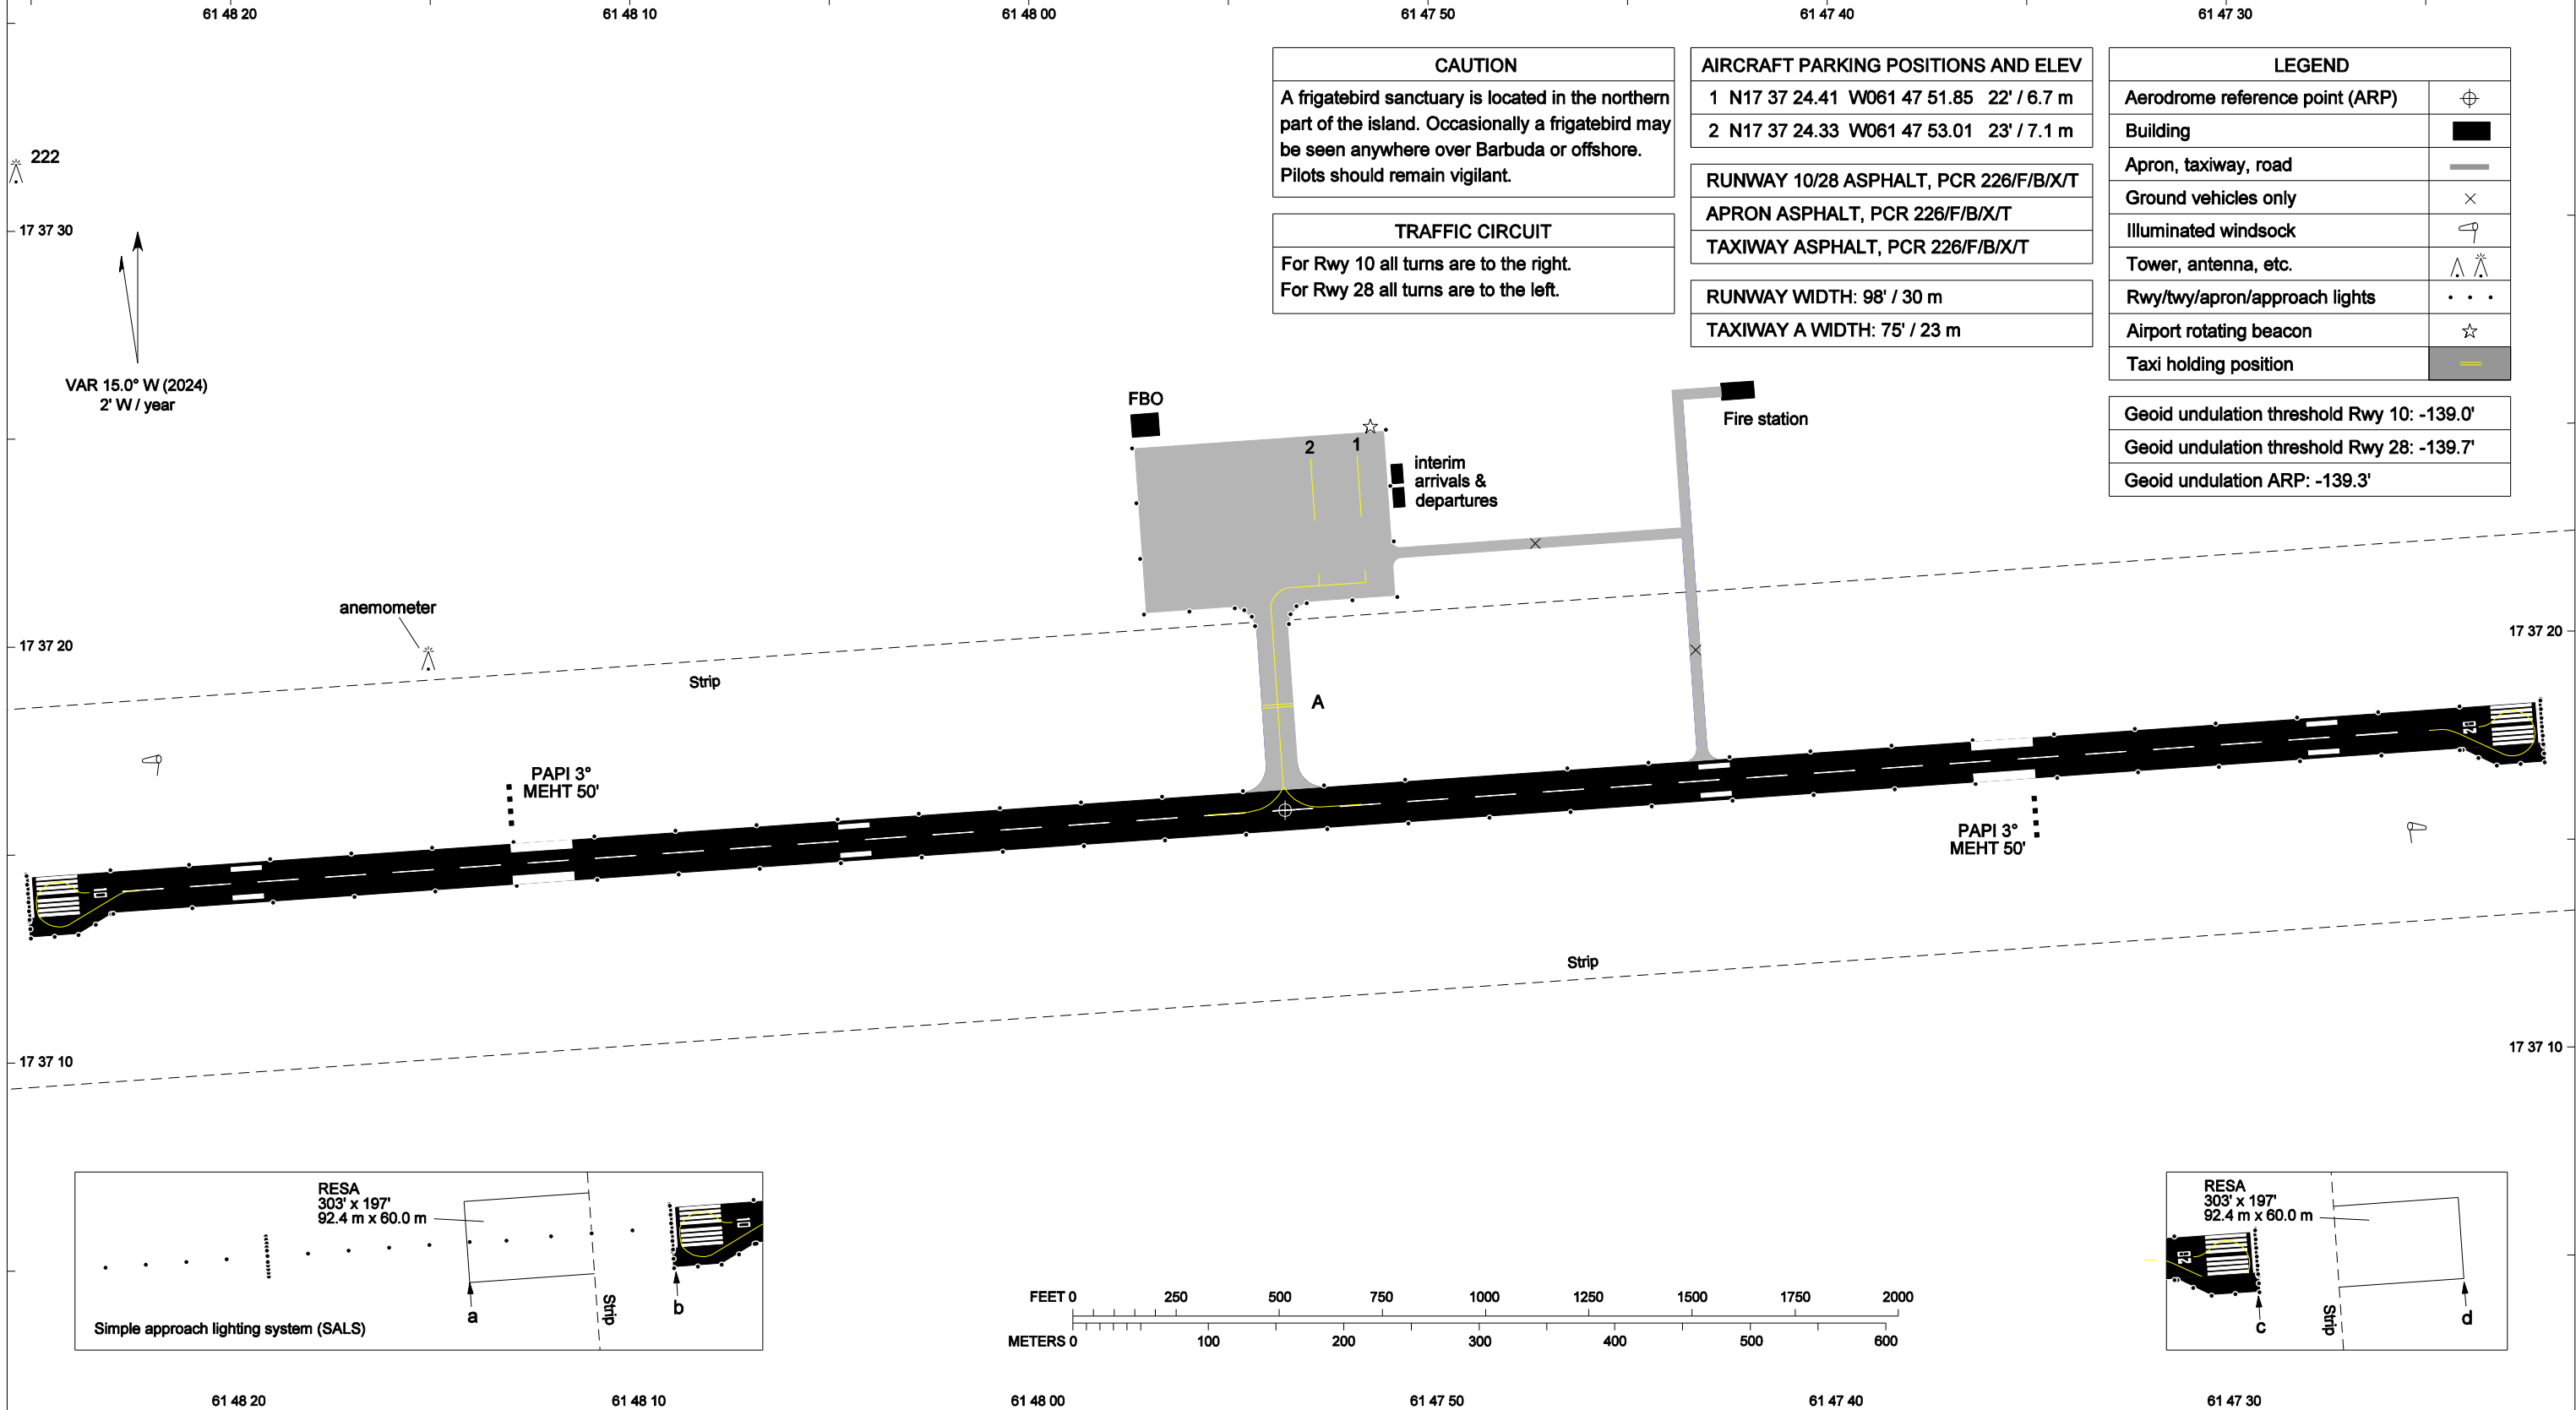 61 48 20
61 48 10
61 48 00
61 47 50
61 47 40
61 47 30
CAUTION
A frigatebird sanctuary is located in the northern
part of the island. Occasionally a frigatebird may
be seen anywhere over Barbuda or offshore.
Pilots should remain vigilant.
TRAFFIC CIRCUIT
For Rwy 10 all turns are to the right.
For Rwy 28 all turns are to the left.
AIRCRAFT PARKING POSITIONS AND ELEV
1 N17 37 24.41 W061 47 51.85 22' / 6.7 m
2 N17 37 24.33 W061 47 53.01 23' / 7.1 m
RUNWAY 10/28 ASPHALT, PCR 226/F/B/X/T
APRON ASPHALT, PCR 226/F/B/X/T
TAXIWAY ASPHALT, PCR 226/F/B/X/T
RUNWAY WIDTH: 98' / 30 m
TAXIWAY A WIDTH: 75' / 23 m
LEGEND
Aerodrome reference point (ARP)
Building
Apron, taxiway, road
Ground vehicles only
Illuminated windsock
Tower, antenna, etc.
Rwy/twy/apron/approach lights
Airport rotating beacon
Taxi holding position
Geoid undulation threshold Rwy 10: -139.0'
Geoid undulation threshold Rwy 28: -139.7'
Geoid undulation ARP: -139.3'
222
17 37 30
VAR 15.0° W (2024)
2' W / year
FBO
2
1
interim
arrivals &
departures
Fire station
anemometer
17 37 20
17 37 20
Strip
A
PAPI 3°
MEHT 50'
28
PAPI 3°
MEHT 50'
10
Strip
17 37 10
17 37 10
RESA
303' x 197'
92.4 m x 60.0 m
10
a
Strip
b
Simple approach lighting system (SALS)
FEET 0 250 500 750 1000 1250 1500 1750 2000
METERS 0 100 200 300 400 500 600
RESA
303' x 197'
92.4 m x 60.0 m
28
c
Strip
d
61 48 20
61 48 10
61 48 00
61 47 50
61 47 40
61 47 30